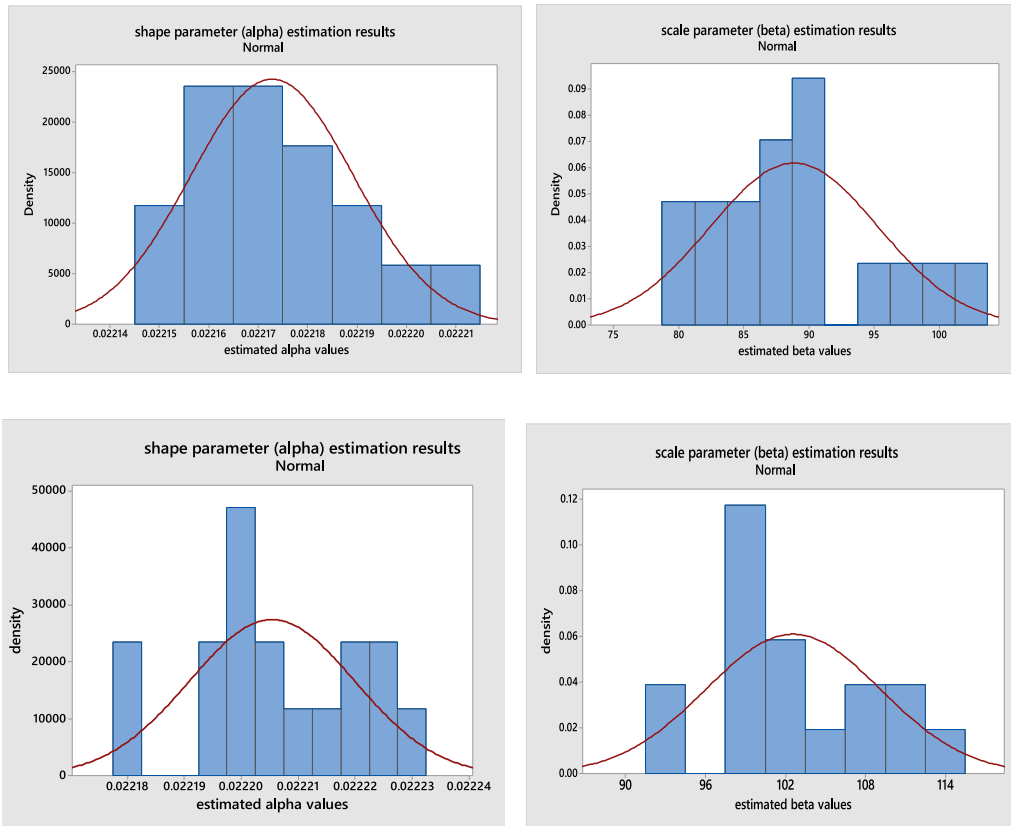 shape parameter (alpha) estimation results
Normal
25000
20000
15000
10000
5000
0
Density
0.02214 0.02215 0.02216 0.02217 0.02218 0.02219 0.02220 0.02221
estimated alpha values
scale parameter (beta) estimation results
Normal
0.09
0.08
0.07
0.06
0.05
0.04
0.03
0.02
0.01
0.00
Density
75 80 85 90 95 100
estimated beta values
shape parameter (alpha) estimation results
Normal
50000
40000
30000
20000
10000
0
density
0.02218 0.02219 0.02220 0.02221 0.02222 0.02223 0.02224
estimated alpha values
scale parameter (beta) estimation results
Normal
0.12
0.10
0.08
0.06
0.04
0.02
0.00
density
90 96 102 108 114
estimated beta values